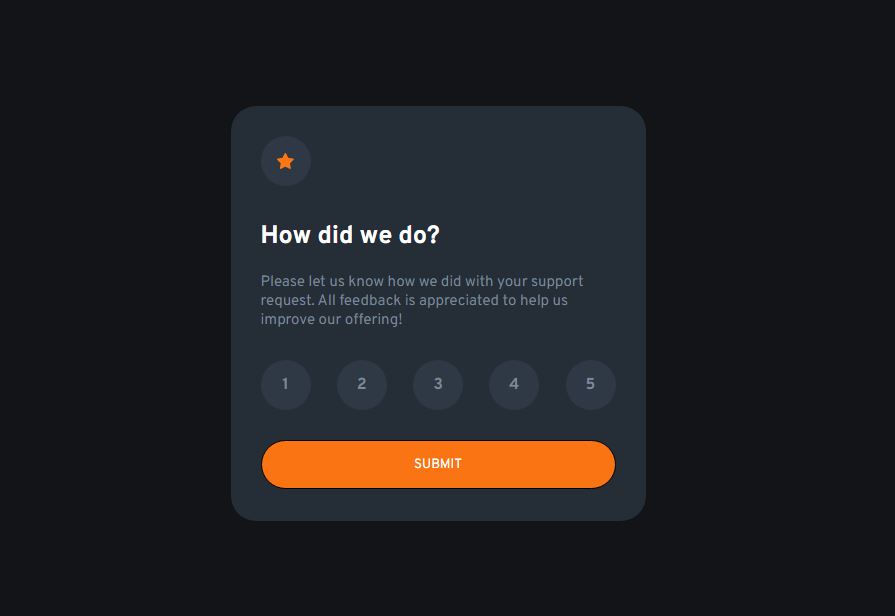 How did we do?
Please let us know how we did with your support
request. All feedback is appreciated to help us
improve our offering!
1 2 3 4 5
SUBMIT